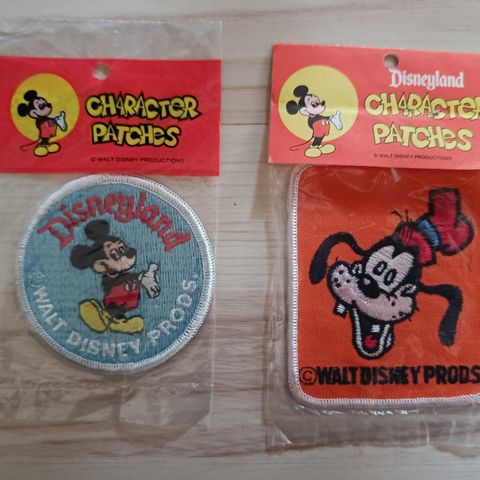 CHARACTER
PATCHES
© WALT DISNEY PRODUCTIONS
Disneyland
© WALT DISNEY PRODS.
Disneyland
CHARACTER
PATCHES
© WALT DISNEY PRODUCTIONS
© WALT DISNEY PRODS